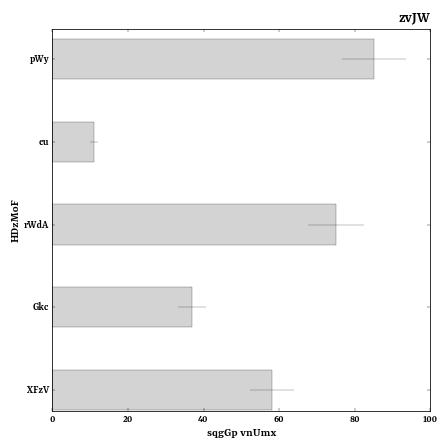 zvJW
pWy
cu
rWdA
Gkc
XFzV
HDzMoF
0 20 40 60 80 100
sqgGp vnUmx